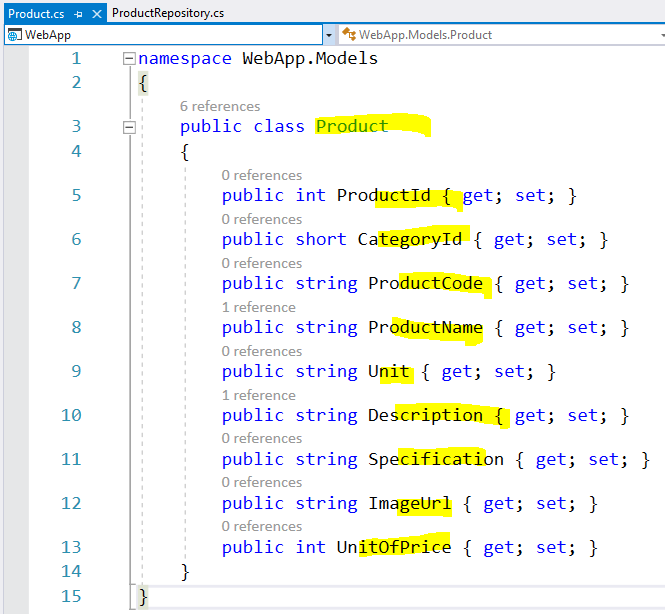 Product.cs ProductRepository.cs
WebApp WebApp.Models.Product
1 namespace WebApp.Models
2 {
6 references
3 public class Product
4 {
0 references
5 public int ProductId { get; set; }
0 references
6 public short CategoryId { get; set; }
0 references
7 public string ProductCode { get; set; }
1 reference
8 public string ProductName { get; set; }
0 references
9 public string Unit { get; set; }
1 reference
10 public string Description { get; set; }
0 references
11 public string Specification { get; set; }
0 references
12 public string ImageUrl { get; set; }
0 references
13 public int UnitOfPrice { get; set; }
14 }
15 }